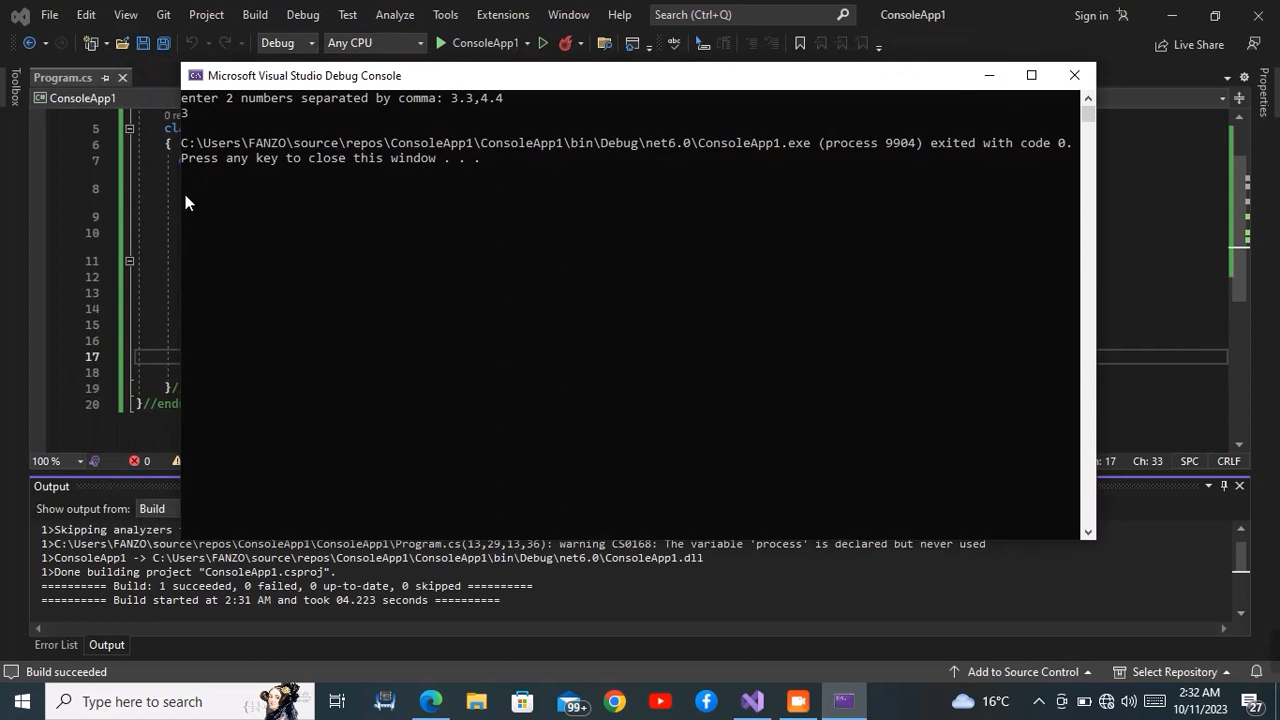 File Edit View Git Project Build Debug Test Analyze Tools Extensions Window Help Search (Ctrl+Q) ConsoleApp1 Sign in
Debug Any CPU ConsoleApp1 Live Share
Program.cs
Toolbox
Properties
ConsoleApp1
Microsoft Visual Studio Debug Console
enter 2 numbers separated by comma: 3.3,4.4
3
C:\Users\FANZO\source\repos\ConsoleApp1\ConsoleApp1\bin\Debug\net6.0\ConsoleApp1.exe (process 9904) exited with code 0.
Press any key to close this window . . .
5
6 {
7
8
9
10
11
12
13
14
15
16
17
18
19 }//
20 }//
100 % 0 : 17 Ch: 33 SPC CRLF
Output
Show output from: Build
1>Skipping analyzers
1>C:\Users\FANZO\source\repos\ConsoleApp1\ConsoleApp1\Program.cs(13,29,13,36): warning CS0168: The variable 'process' is declared but never used
1>ConsoleApp1 -> C:\Users\FANZO\source\repos\ConsoleApp1\ConsoleApp1\bin\Debug\net6.0\ConsoleApp1.dll
1>Done building project "ConsoleApp1.csproj".
========== Build: 1 succeeded, 0 failed, 0 up-to-date, 0 skipped ==========
========== Build started at 2:31 AM and took 04.223 seconds ==========
Error List Output
Build succeeded Add to Source Control Select Repository
Type here to search 99+ 16°C 2:32 AM
10/11/2023 27